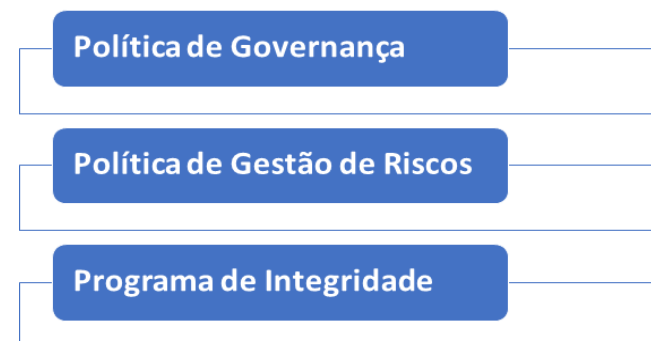 Política de Governança
Política de Gestão de Riscos
Programa de Integridade